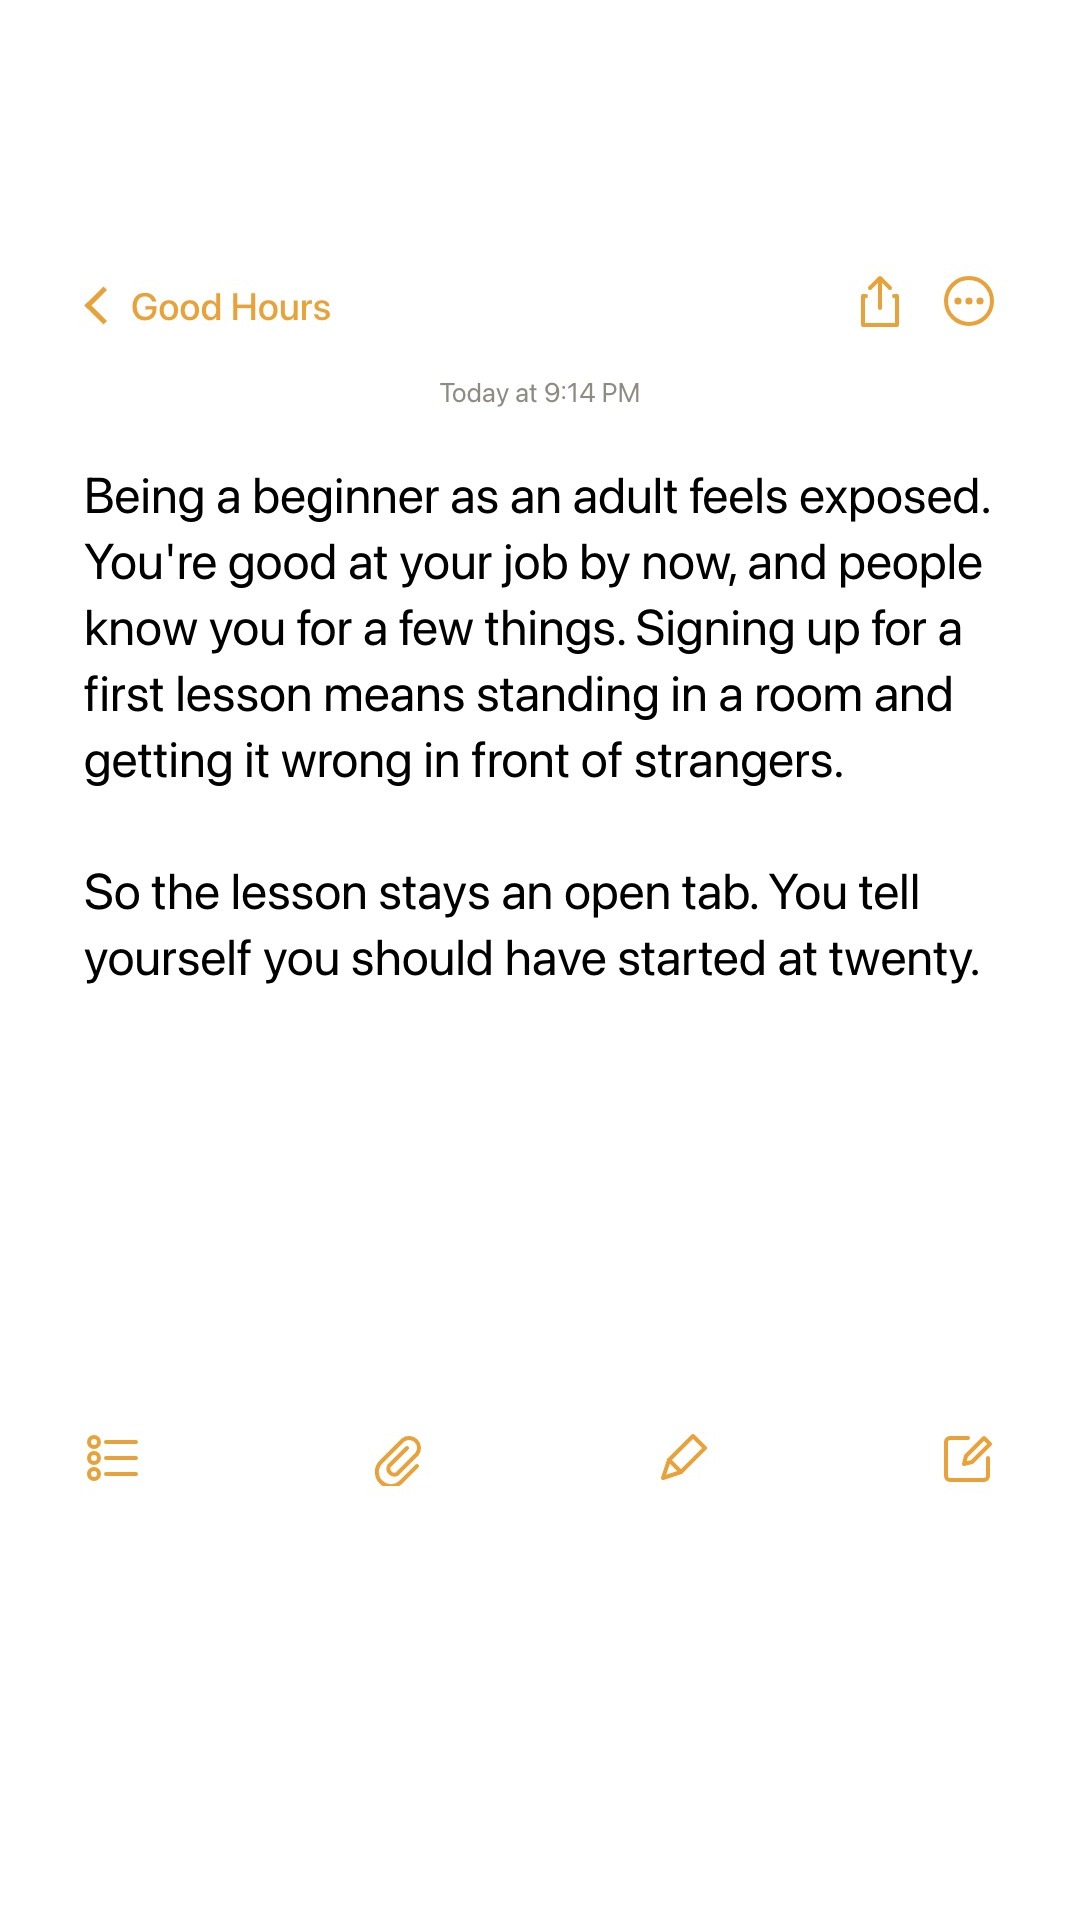 Good Hours
Today at 9:14 PM
Being a beginner as an adult feels exposed.
You're good at your job by now, and people
know you for a few things. Signing up for a
first lesson means standing in a room and
getting it wrong in front of strangers.
So the lesson stays an open tab. You tell
yourself you should have started at twenty.